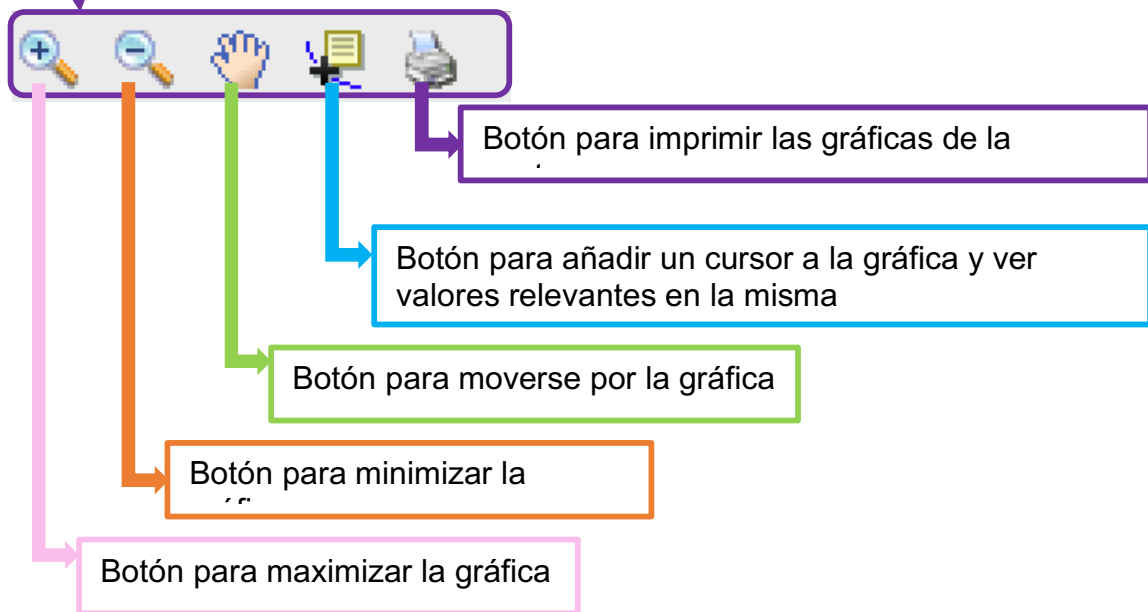 Botón para imprimir las gráficas de la
Botón para añadir un cursor a la gráfica y ver
valores relevantes en la misma
Botón para moverse por la gráfica
Botón para minimizar la
Botón para maximizar la gráfica